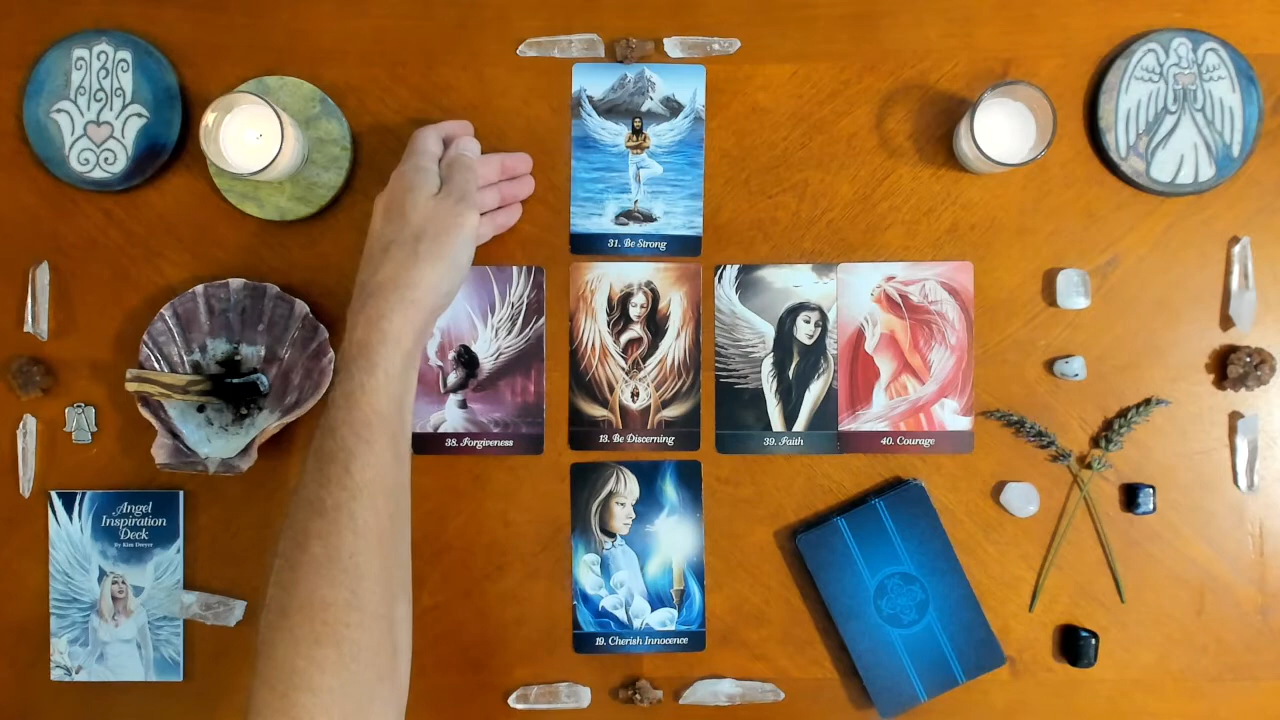 31. Be Strong
38. Forgiveness
13. Be Discerning
39. Faith
40. Courage
Angel
Inspiration
Deck
By Kim Dreyer
19. Cherish Innocence